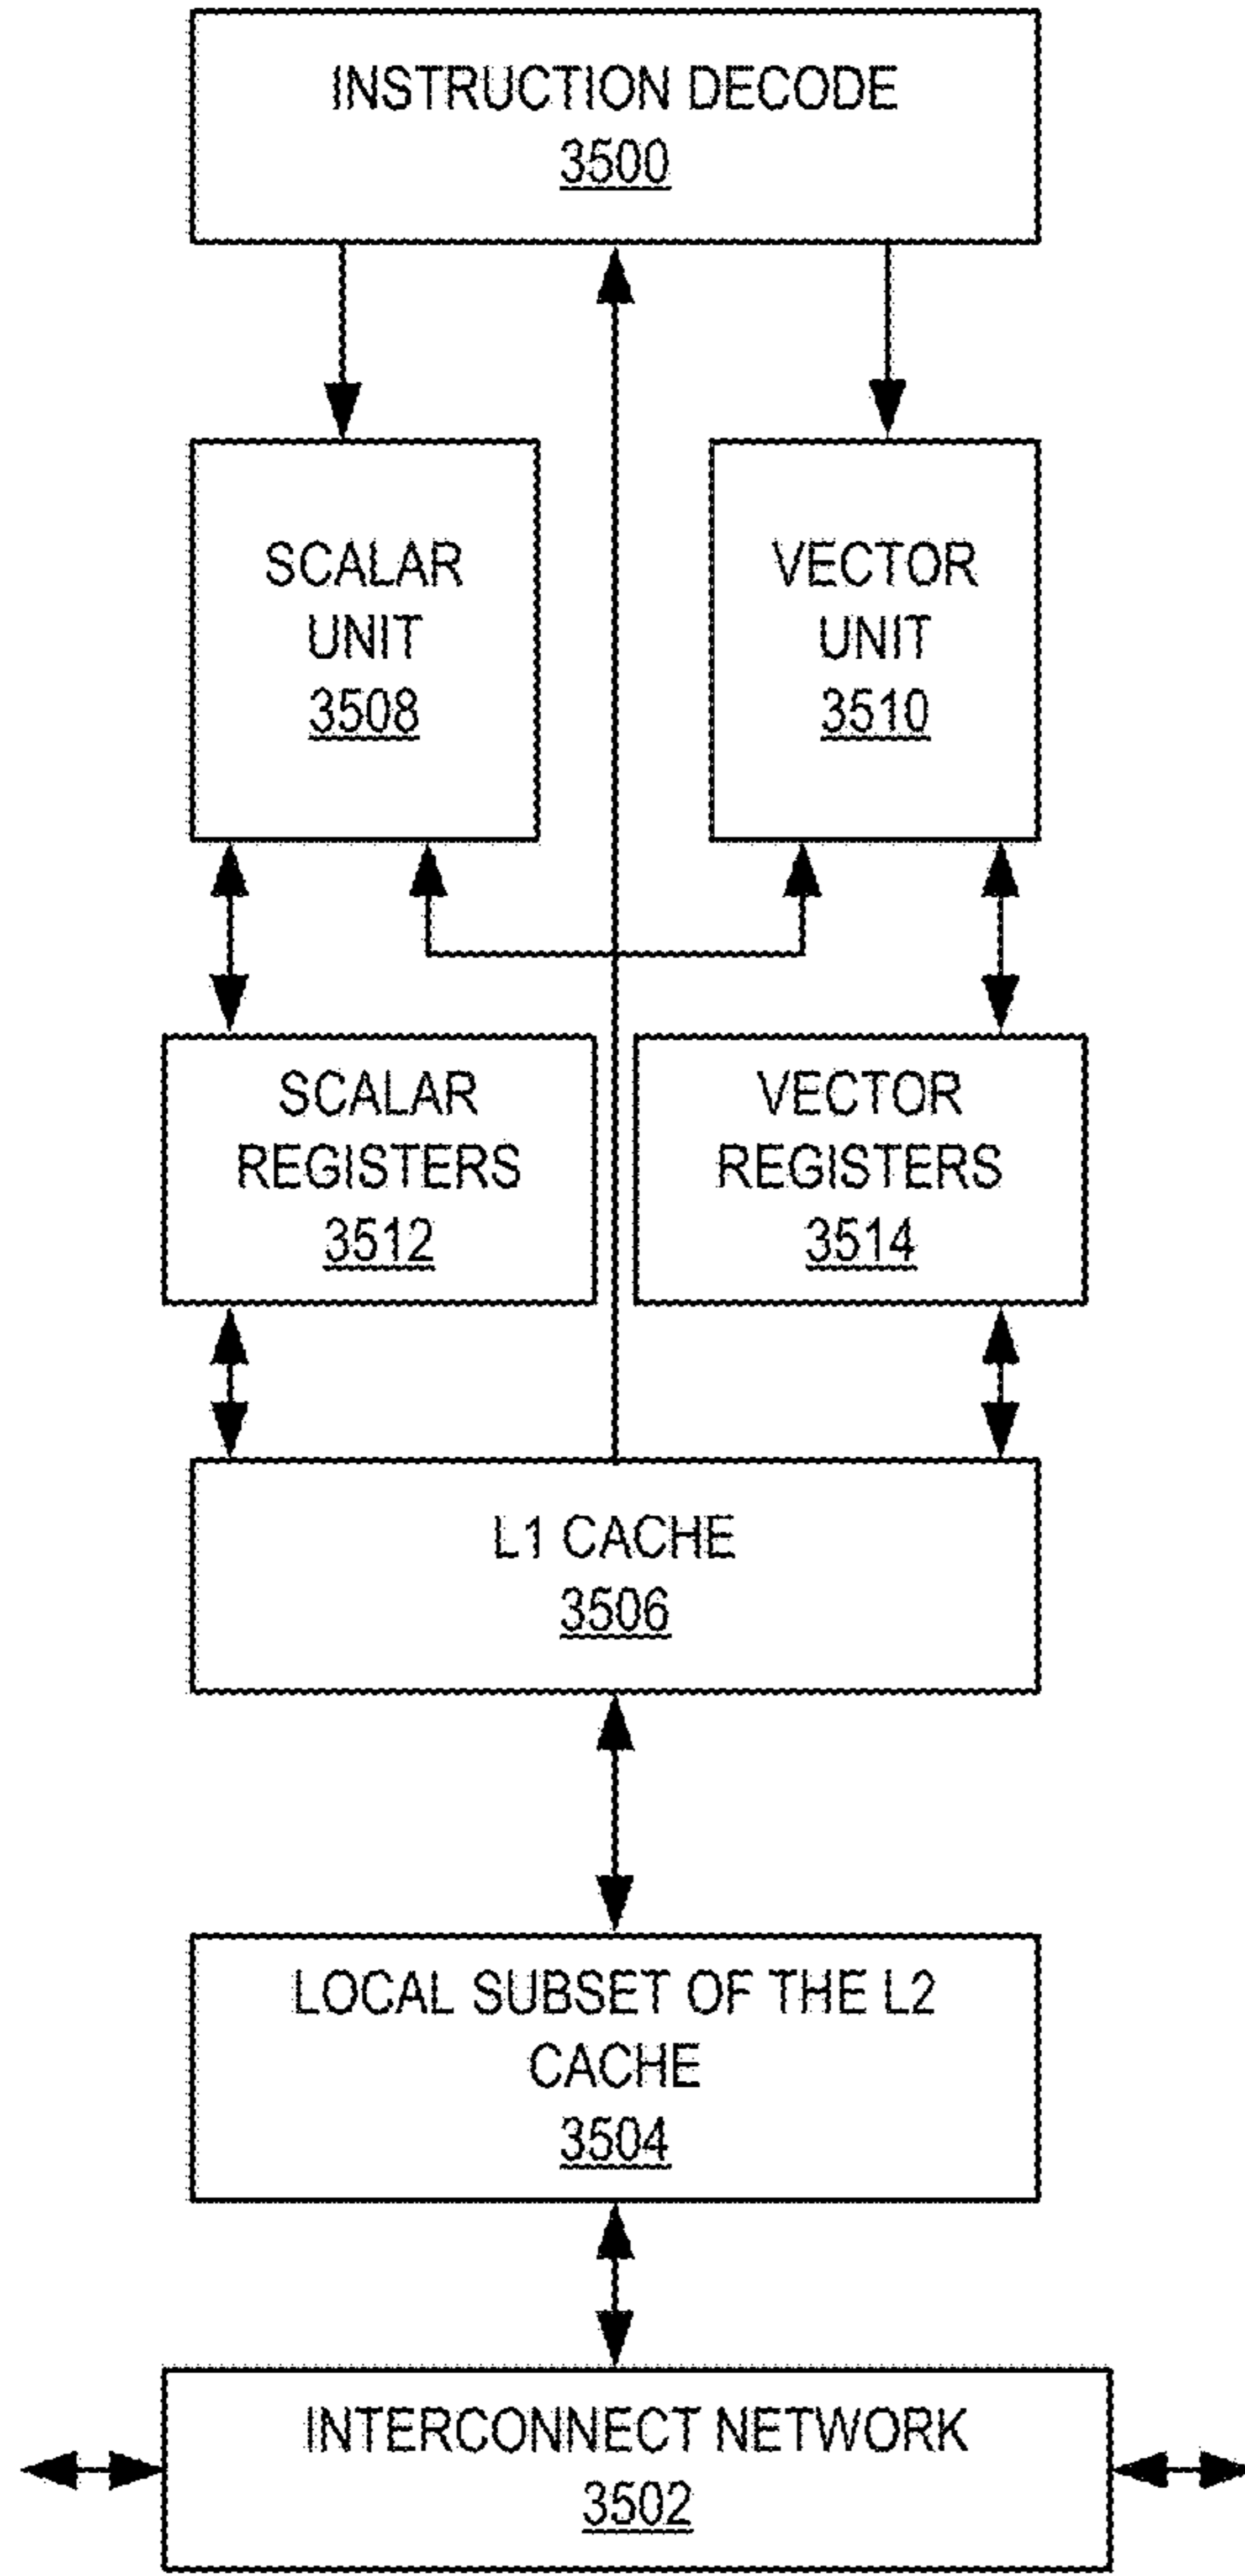 INSTRUCTION DECODE
3500
SCALAR
UNIT
3508
VECTOR
UNIT
3510
SCALAR
REGISTERS
3512
VECTOR
REGISTERS
3514
L1 CACHE
3506
LOCAL SUBSET OF THE L2
CACHE
3504
INTERCONNECT NETWORK
3502